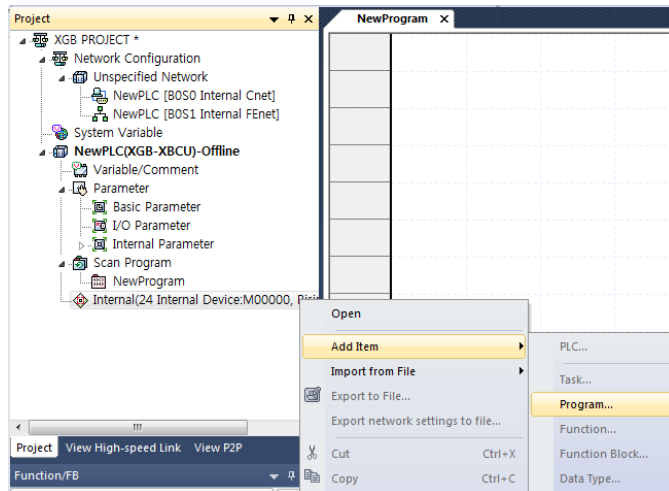 Project
NewProgram
XGB PROJECT *
Network Configuration
Unspecified Network
NewPLC [B0S0 Internal Cnet]
NewPLC [B0S1 Internal FEnet]
System Variable
NewPLC(XGB-XBCU)-Offline
Variable/Comment
Parameter
Basic Parameter
I/O Parameter
Internal Parameter
Scan Program
NewProgram
Internal(24 Internal Device:M00000,
Open
Add Item
Import from File
Export to File...
Export network settings to file...
Cut Ctrl+X
Copy Ctrl+C
PLC...
Task...
Program...
Function...
Function Block...
Data Type...
Project View High-speed Link View P2P
Function/FB